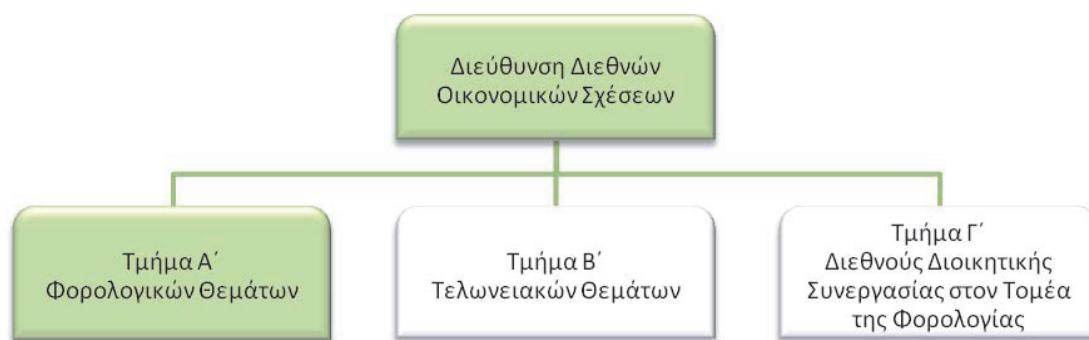 Διεύθυνση Διεθνών
Οικονομικών Σχέσεων
Τμήμα Α΄
Φορολογικών Θεμάτων
Τμήμα Β΄
Τελωνειακών Θεμάτων
Τμήμα Γ΄
Διεθνούς Διοικητικής
Συνεργασίας στον Τομέα
της Φορολογίας